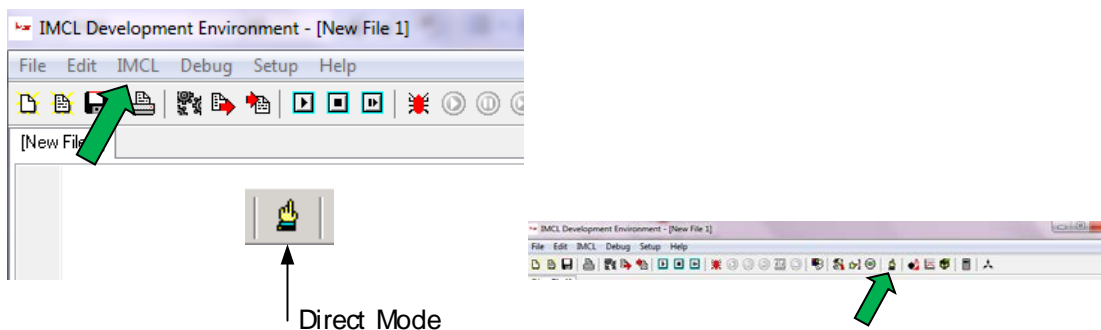 IMCL Development Environment - [New File 1]
File Edit IMCL Debug Setup Help
[New File
Direct Mode
IMCL Development Environment - [New File 1]
File Edit IMCL Debug Setup Help